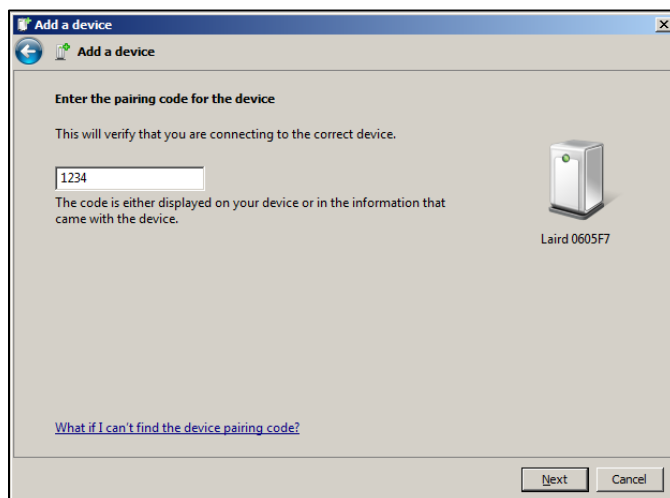 Add a device
Add a device
Enter the pairing code for the device
This will verify that you are connecting to the correct device.
1234
The code is either displayed on your device or in the information that
came with the device.
Laird 0605F7
What if I can't find the device pairing code?
Next
Cancel